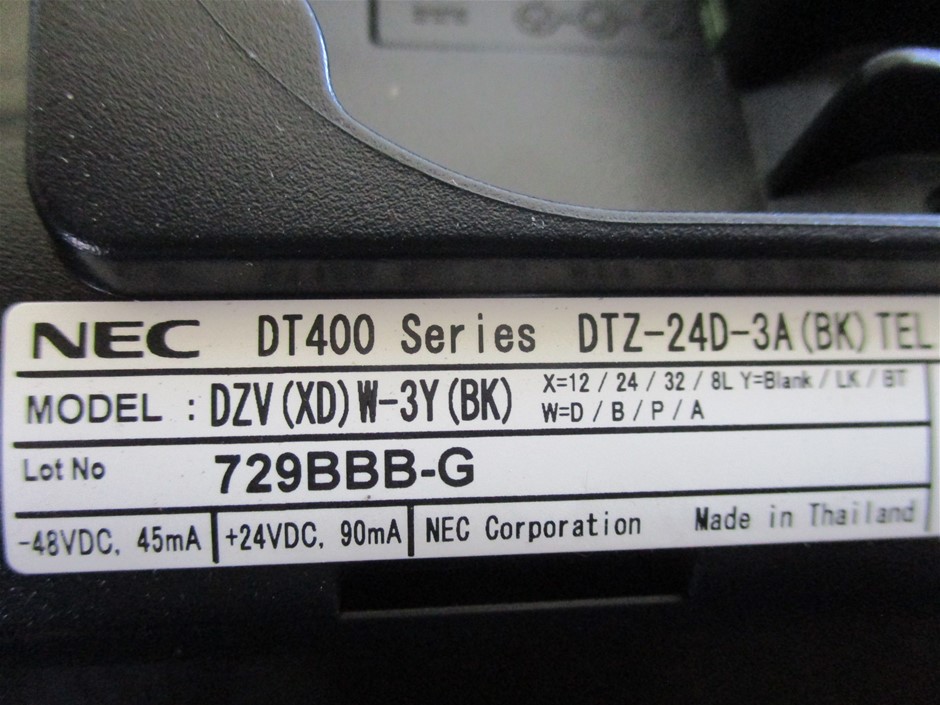 NEC DT400 Series DTZ-24D-3A(BK)TEL
MODEL : DZV(XD)W-3Y(BK) X=12 / 24 / 32 / 8L Y=Blank / LK / BT
W=D / B / P / A
Lot No 729BBB-G
-48VDC, 45mA +24VDC, 90mA NEC Corporation Made in Thailand